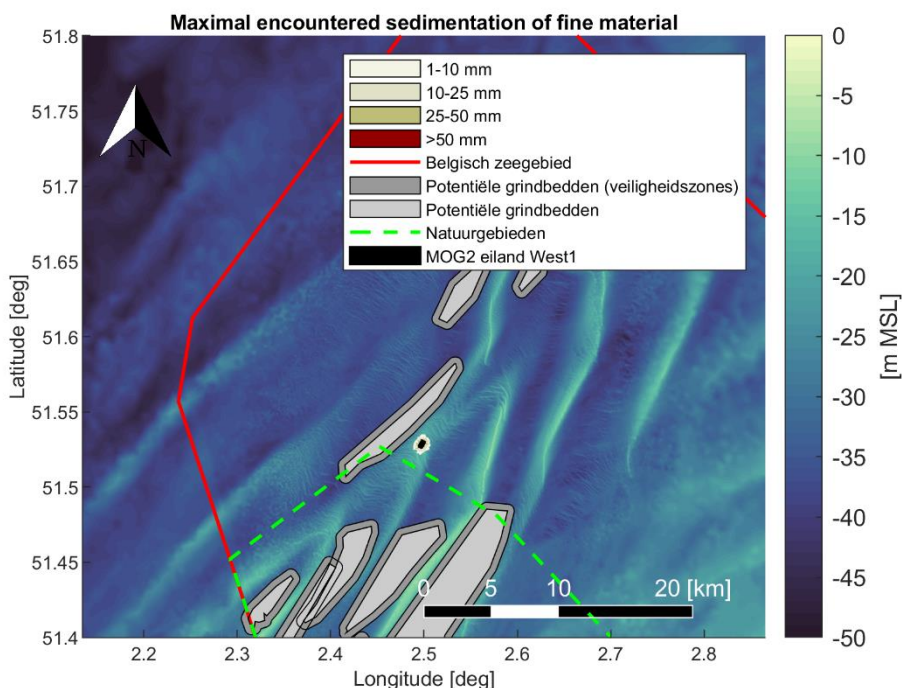 Maximal encountered sedimentation of fine material
51.8
51.75
51.7
51.65
51.6
51.55
51.5
51.45
51.4
Latitude [deg]
N
1-10 mm
10-25 mm
25-50 mm
>50 mm
Belgisch zeegebied
Potentiële grindbedden (veiligheidszones)
Potentiële grindbedden
Natuurgebieden
MOG2 eiland West1
0 5 10 20 [km]
2.2 2.3 2.4 2.5 2.6 2.7 2.8
Longitude [deg]
0
-5
-10
-15
-20
-25
-30
-35
-40
-45
-50
[m MSL]